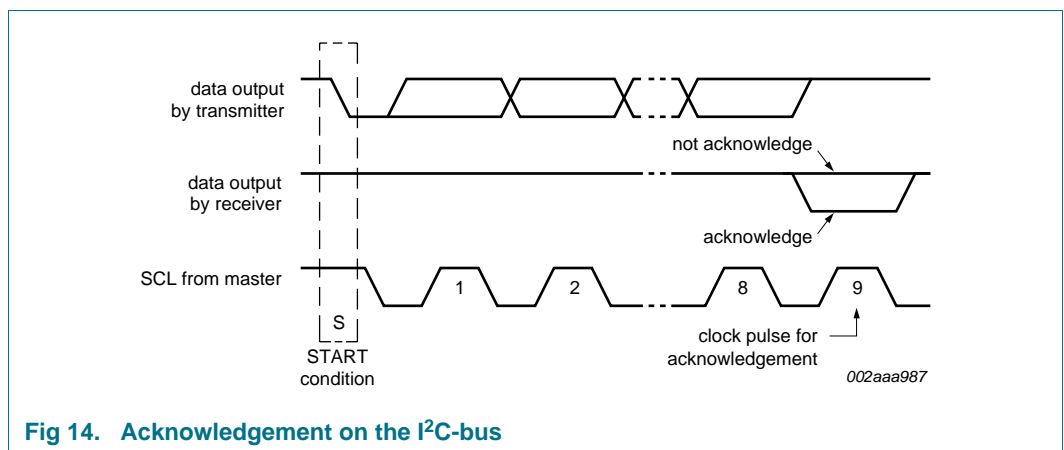 data output
by transmitter
not acknowledge
data output
by receiver
acknowledge
SCL from master
1
2
8
9
S
START
condition
clock pulse for
acknowledgement
002aaa987
Fig 14. Acknowledgement on the I²C-bus